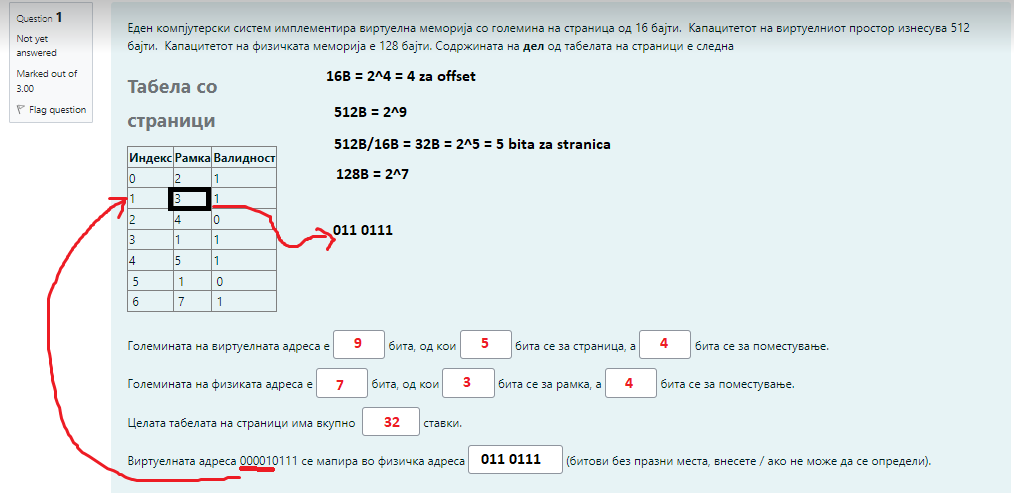 Question 1
Not yet
answered
Marked out of
3.00
Flag question
Еден компјутерски систем имплементира виртуелна меморија со големина на страница од 16 бајти. Капацитетот на виртуелниот простор изнесува 512
бајти. Капацитетот на физичката меморија е 128 бајти. Содржината на дел од табелата на страници е следна
16B = 2^4 = 4 za offset
Табела со
страници
512B = 2^9
512B/16B = 32B = 2^5 = 5 bita za stranica
128B = 2^7
Индекс Рамка Валидност
0 2 1
1 3 1
2 4 0
3 1 1
4 5 1
5 1 0
6 7 1
011 0111
Големината на виртуелната адреса е 9 бита, од кои 5 бита се за страница, а 4 бита се за поместување.
Големината на физиката адреса е 7 бита, од кои 3 бита се за рамка, а 4 бита се за поместување.
Целата табелата на страници има вкупно 32 ставки.
Виртуелната адреса 000010111 се мапира во физичка адреса 011 0111 (битови без празни места, внесете / ако не може да се определи).